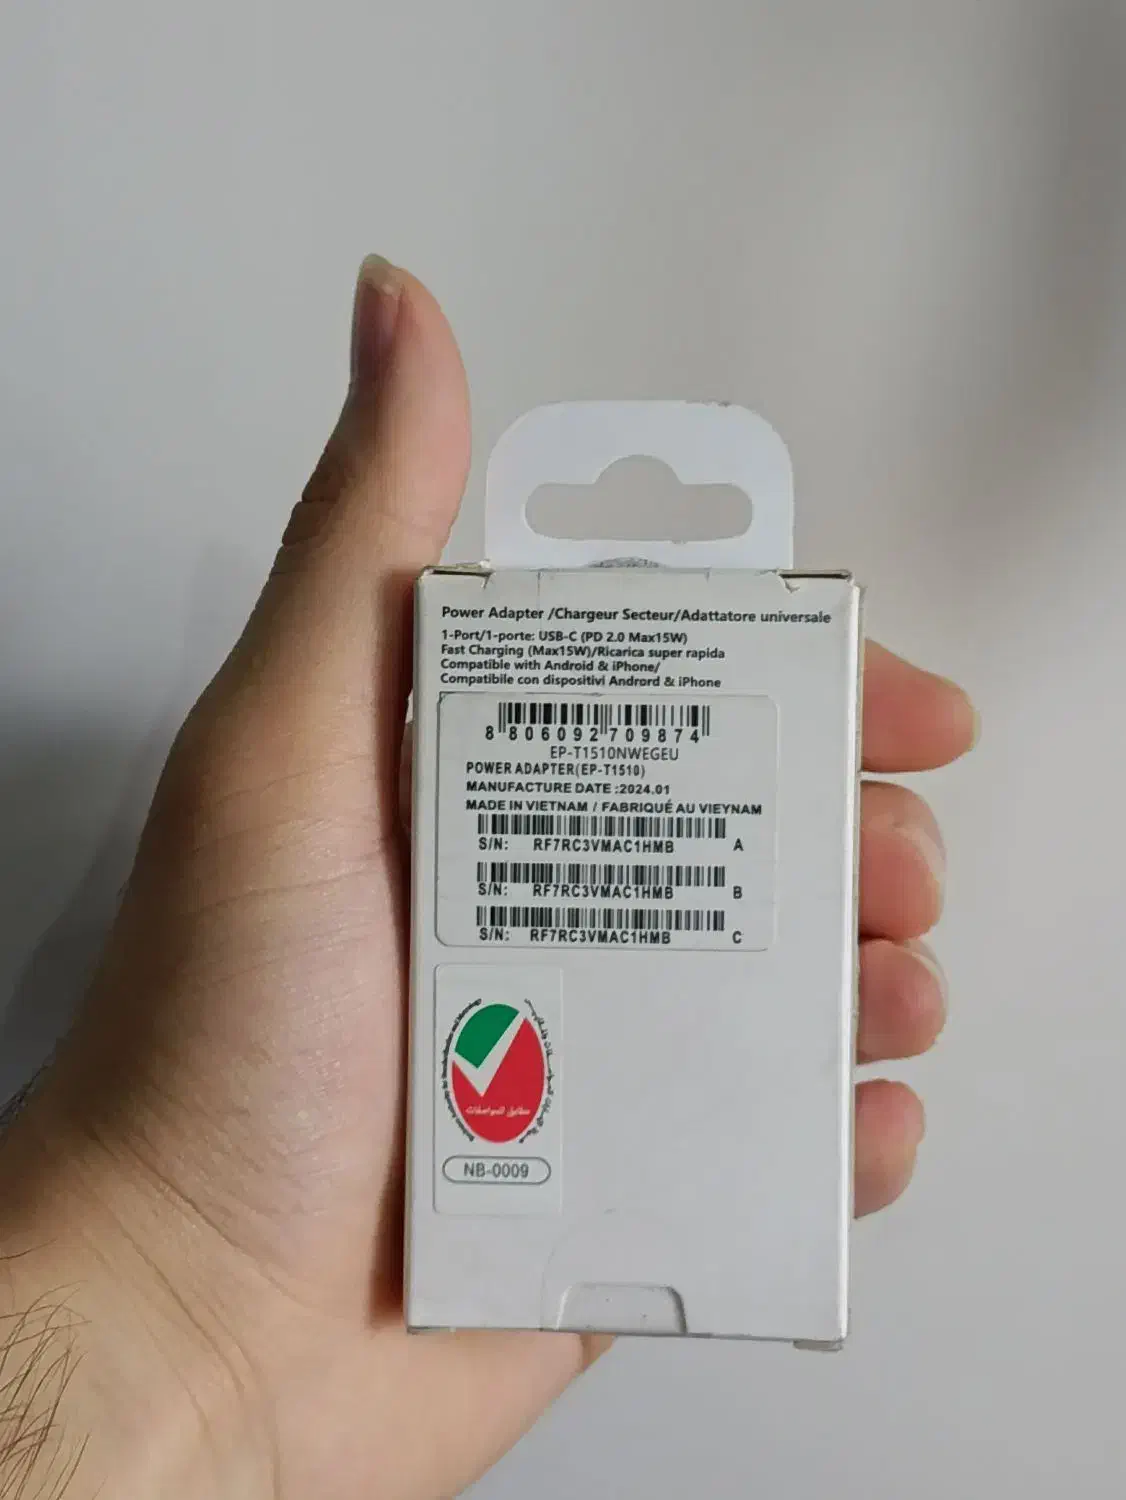 Power Adapter /Chargeur Secteur/Adattatore universale
1-Port/1-porte: USB-C (PD 2.0 Max15W)
Fast Charging (Max15W)/Ricarica super rapida
Compatible with Android & iPhone/
Compatibile con dispositivi Andrord & iPhone
8 806092 709874
EP-T1510NWEGEU
POWER ADAPTER(EP-T1510)
MANUFACTURE DATE :2024.01
MADE IN VIETNAM / FABRIQUÉ AU VIEYNAM
S/N: RF7RC3VMAC1HMB A
S/N: RF7RC3VMAC1HMB B
S/N: RF7RC3VMAC1HMB C
NB-0009